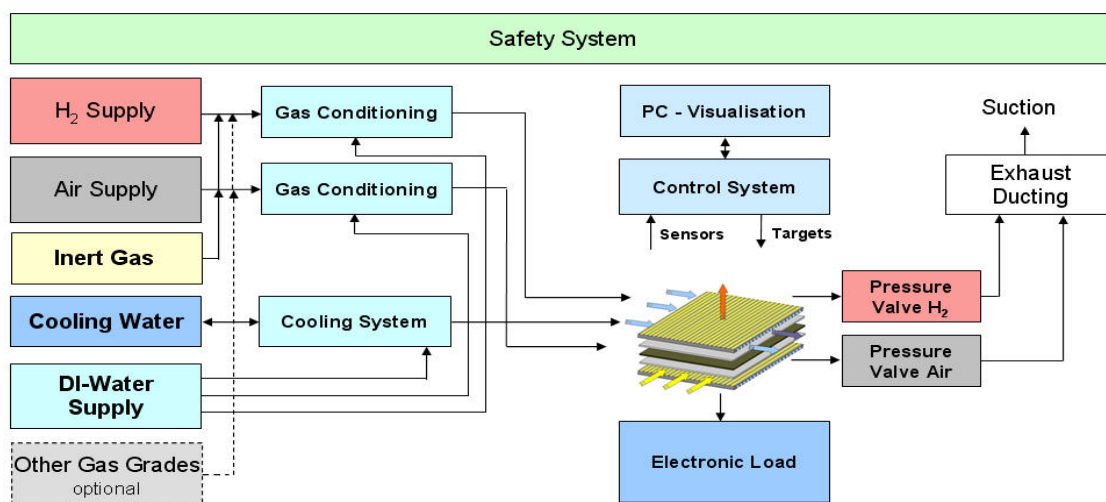 Safety System
H₂ Supply
Gas Conditioning
PC - Visualisation
Suction
Air Supply
Gas Conditioning
Control System
Exhaust
Ducting
Sensors
Targets
Inert Gas
Cooling Water
Cooling System
Pressure
Valve H₂
Pressure
Valve Air
DI-Water
Supply
Electronic Load
Other Gas Grades
optional